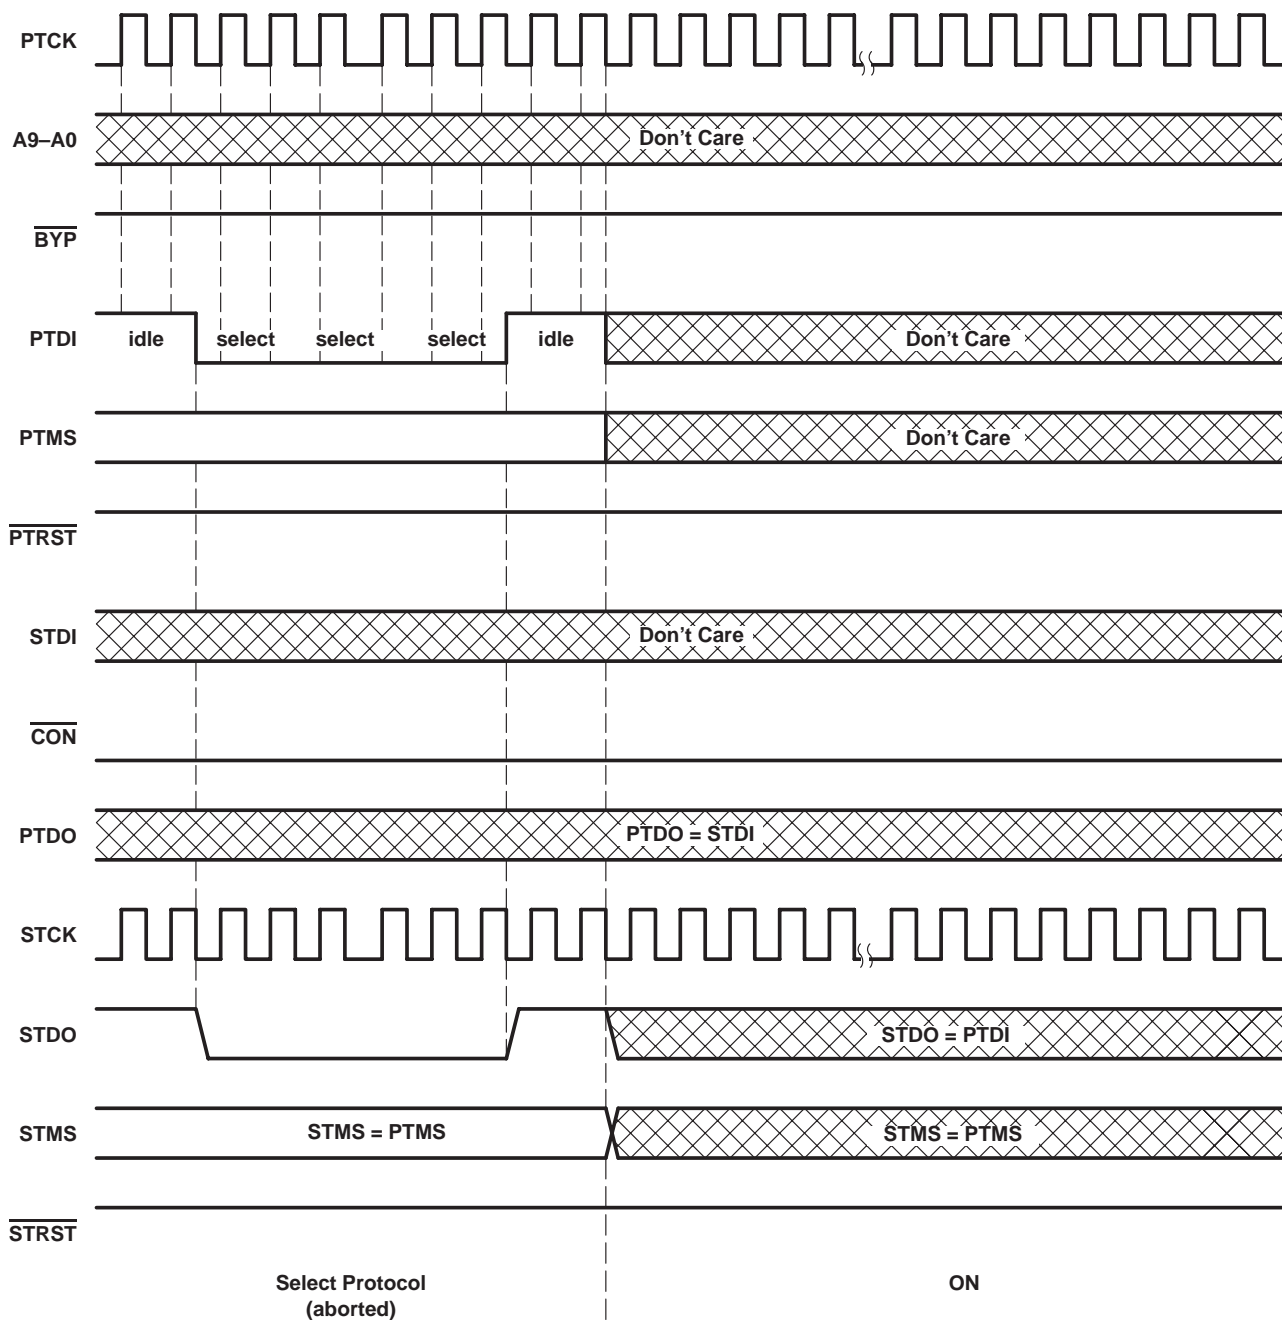 PTCK
A9–A0
Don't Care
BYP
PTDI
idle select select select idle
Don't Care
PTMS
Don't Care
PTRST
STDI
Don't Care
CON
PTDO
PTDO = STDI
STCK
STDO
STDO = PTDI
STMS
STMS = PTMS
STMS = PTMS
STRST
Select Protocol
(aborted)
ON